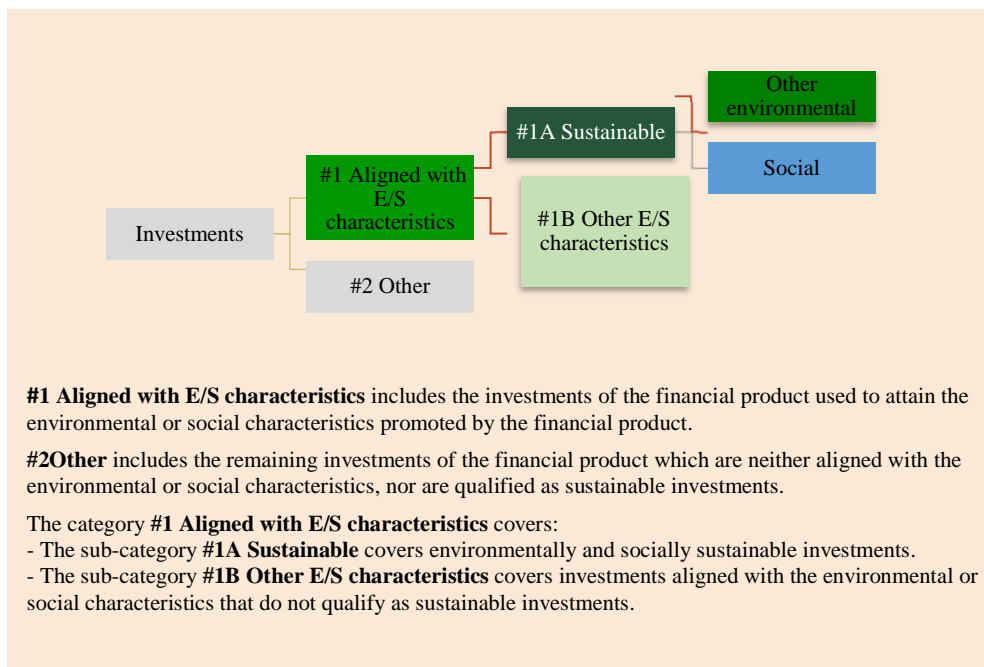 Other
environmental
#1A Sustainable
Social
#1 Aligned with
E/S
characteristics
#1B Other E/S
characteristics
Investments
#2 Other
#1 Aligned with E/S characteristics includes the investments of the financial product used to attain the
environmental or social characteristics promoted by the financial product.
#2Other includes the remaining investments of the financial product which are neither aligned with the
environmental or social characteristics, nor are qualified as sustainable investments.
The category #1 Aligned with E/S characteristics covers:
- The sub-category #1A Sustainable covers environmentally and socially sustainable investments.
- The sub-category #1B Other E/S characteristics covers investments aligned with the environmental or
social characteristics that do not qualify as sustainable investments.